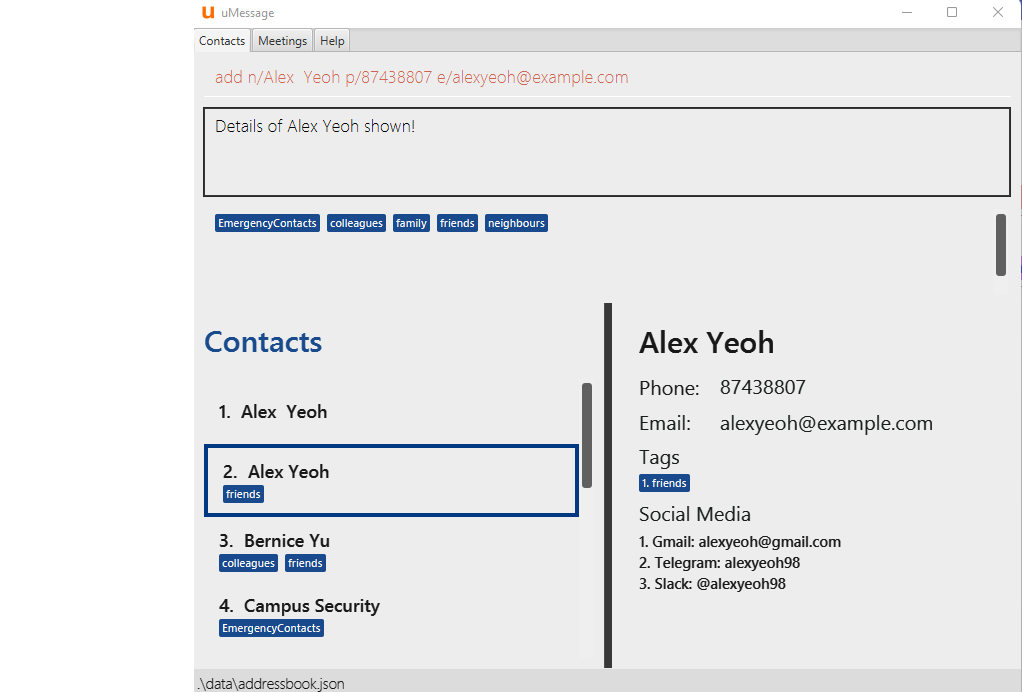 uMessage
Contacts Meetings Help
add n/Alex  Yeoh p/87438807 e/alexyeoh@example.com
Details of Alex Yeoh shown!
EmergencyContacts colleagues family friends neighbours
Contacts
1. Alex  Yeoh
2. Alex Yeoh
friends
3. Bernice Yu
colleagues friends
4. Campus Security
EmergencyContacts
Alex Yeoh
Phone: 87438807
Email: alexyeoh@example.com
Tags
1. friends
Social Media
1. Gmail: alexyeoh@gmail.com
2. Telegram: alexyeoh98
3. Slack: @alexyeoh98
.\data\addressbook.json